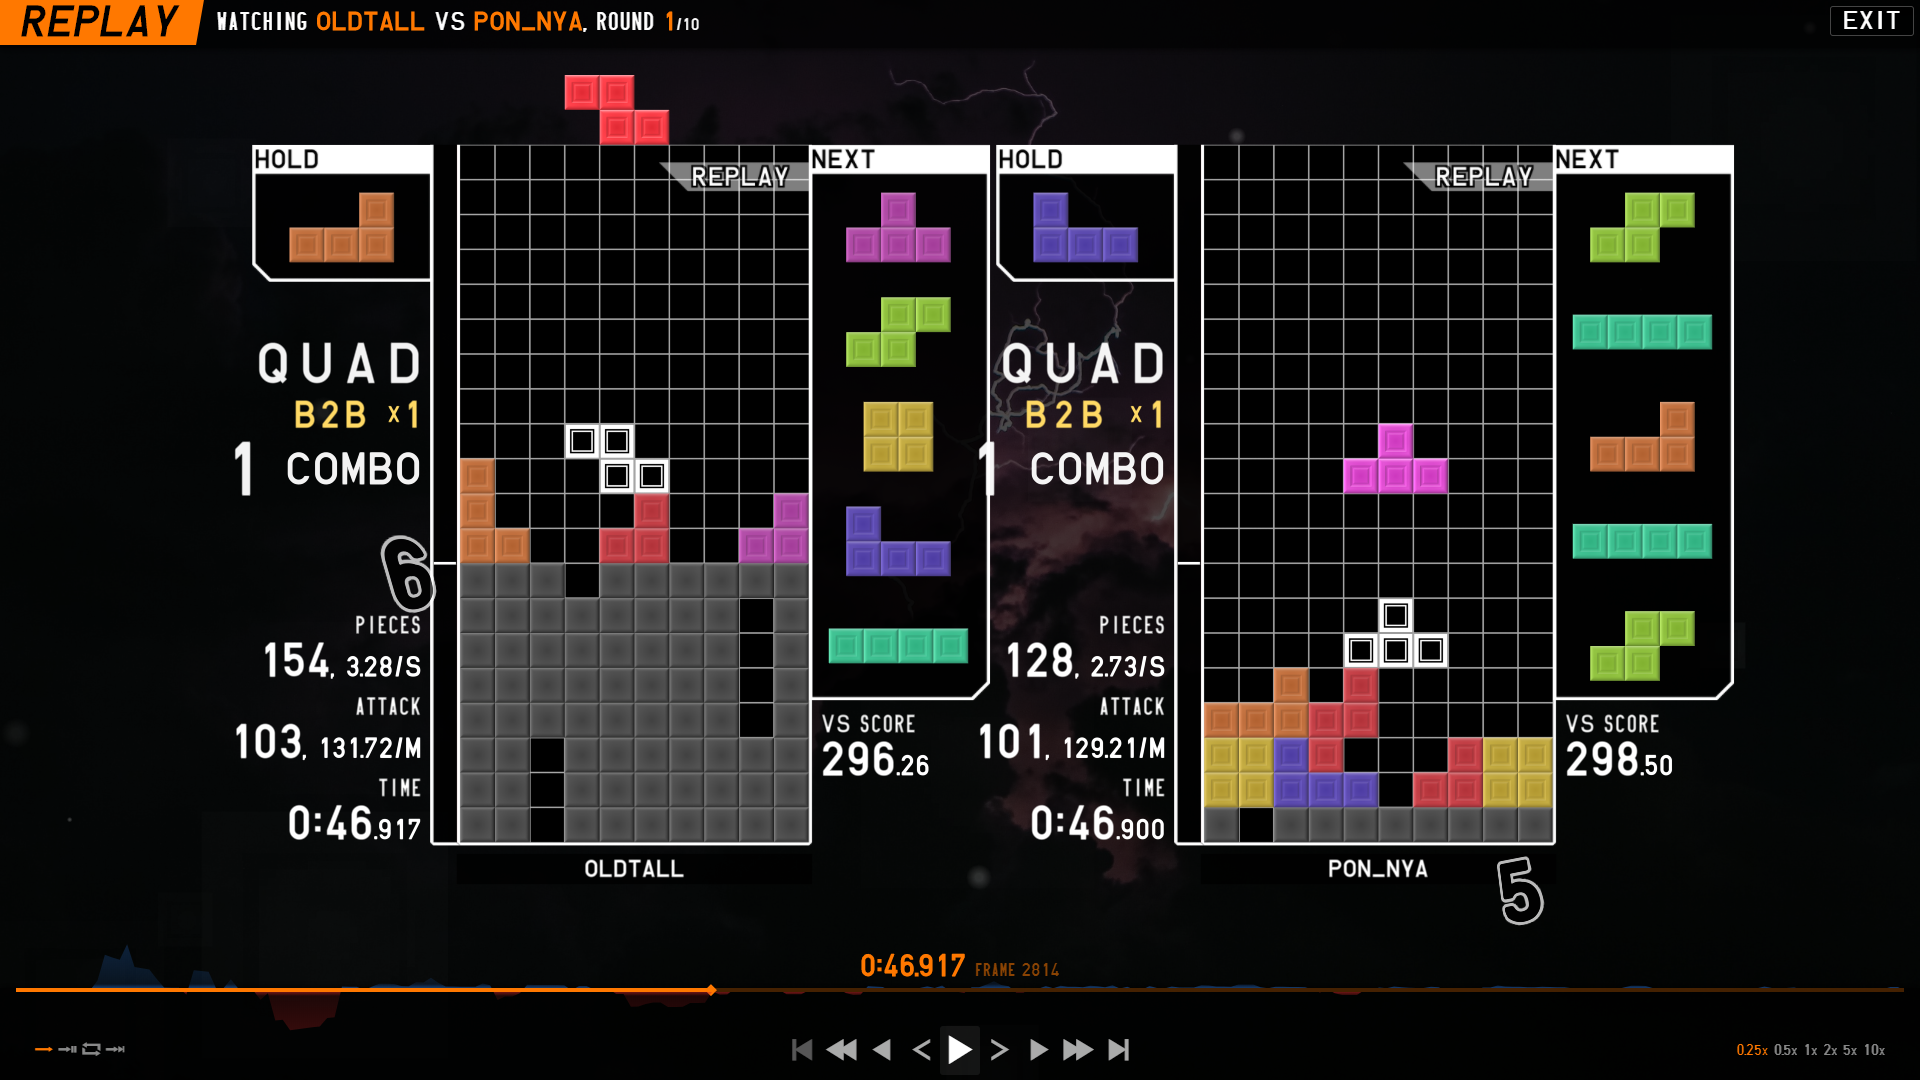 REPLAY
WATCHING OLDTALL VS PON_NYA, ROUND 1/10
EXIT
HOLD
REPLAY
NEXT
QUAD
B2B x1
1 COMBO
6
PIECES
154, 3.28/S
ATTACK
103, 131.72/M
TIME
0:46.917
VS SCORE
296.26
OLDTALL
HOLD
REPLAY
NEXT
QUAD
B2B x1
1 COMBO
PIECES
128, 2.73/S
ATTACK
101, 129.21/M
TIME
0:46.900
VS SCORE
298.50
PON_NYA
5
0:46.917 FRAME 2814
0.25x 0.5x 1x 2x 5x 10x